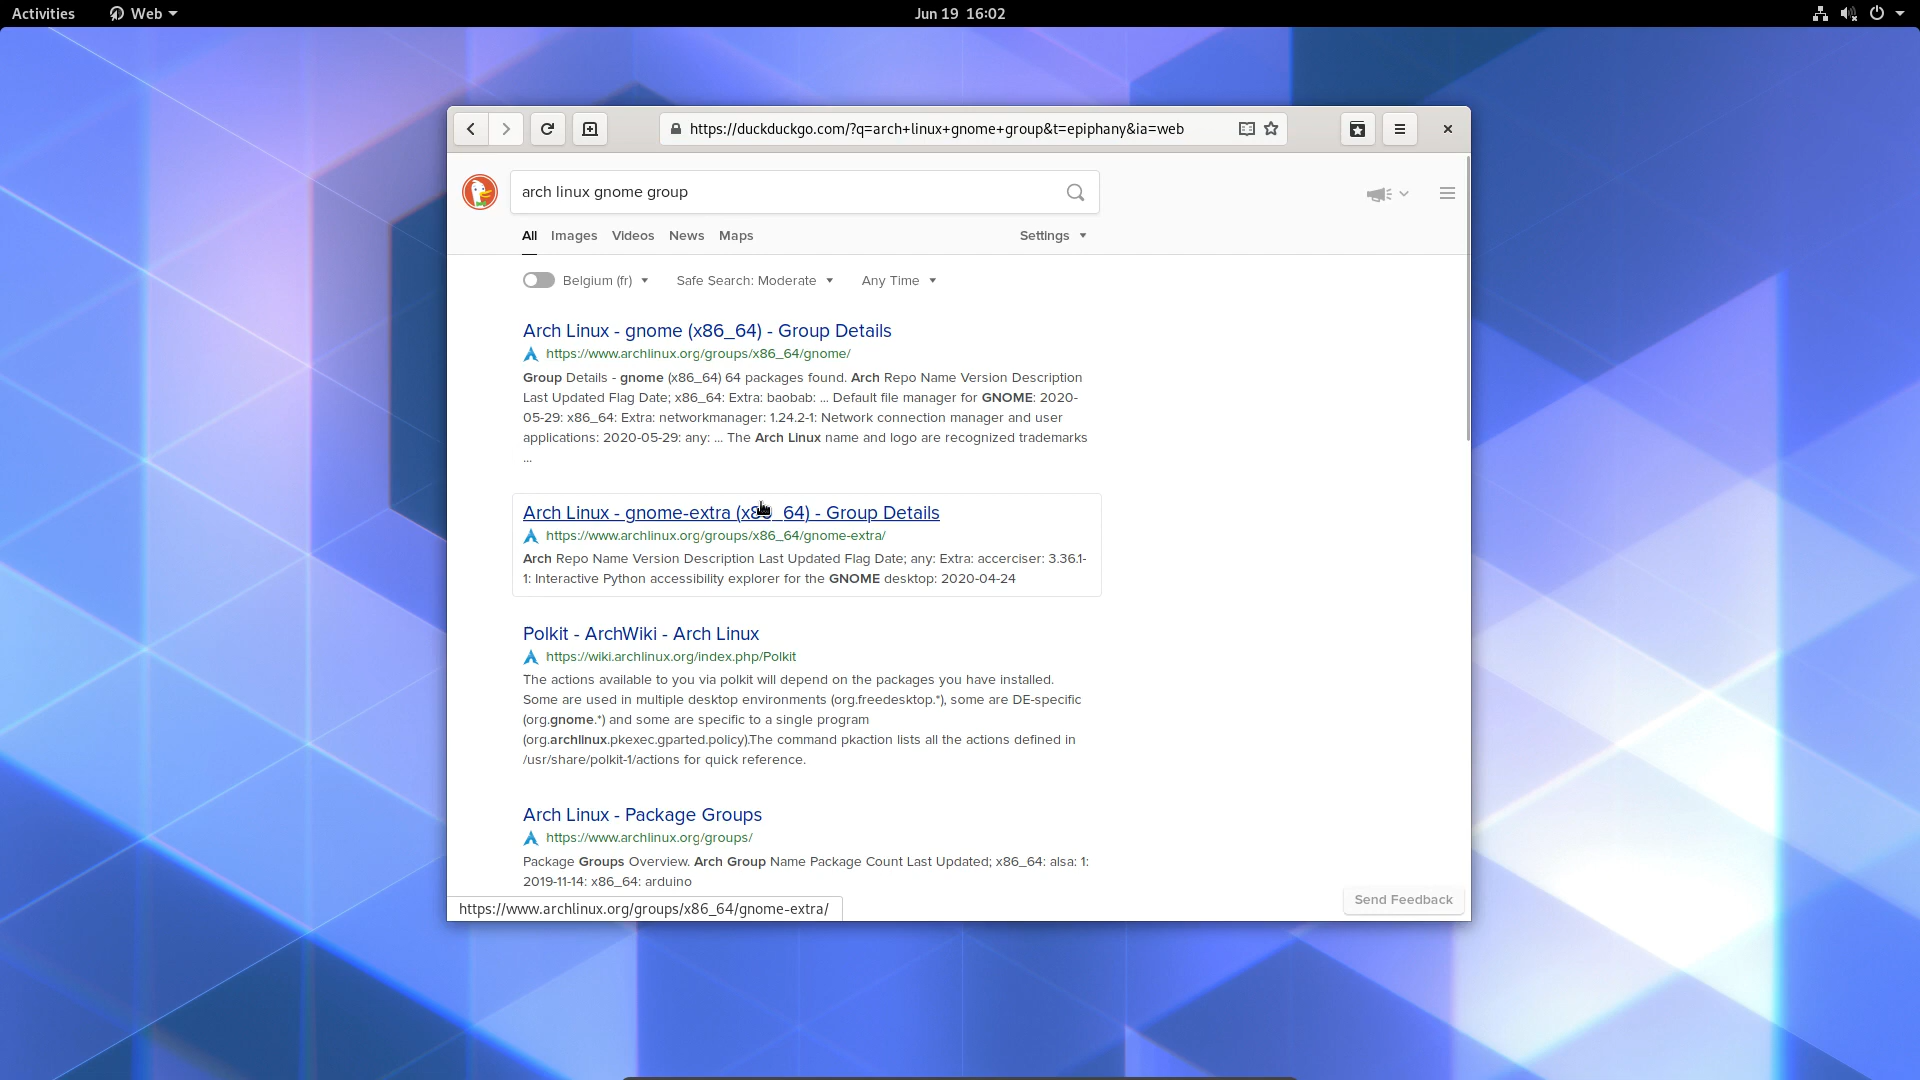 Activities Web Jun 19 16:02
https://duckduckgo.com/?q=arch+linux+gnome+group&t=epiphany&ia=web
arch linux gnome group
All Images Videos News Maps Settings
Belgium (fr) Safe Search: Moderate Any Time
Arch Linux - gnome (x86_64) - Group Details
https://www.archlinux.org/groups/x86_64/gnome/
Group Details - gnome (x86_64) 64 packages found. Arch Repo Name Version Description
Last Updated Flag Date; x86_64: Extra: baobab: ... Default file manager for GNOME: 2020-
05-29: x86_64: Extra: networkmanager: 1.24.2-1: Network connection manager and user
applications: 2020-05-29: any: ... The Arch Linux name and logo are recognized trademarks
...
Arch Linux - gnome-extra (x86_64) - Group Details
https://www.archlinux.org/groups/x86_64/gnome-extra/
Arch Repo Name Version Description Last Updated Flag Date; any: Extra: accerciser: 3.36.1-
1: Interactive Python accessibility explorer for the GNOME desktop: 2020-04-24
Polkit - ArchWiki - Arch Linux
https://wiki.archlinux.org/index.php/Polkit
The actions available to you via polkit will depend on the packages you have installed.
Some are used in multiple desktop environments (org.freedesktop.*), some are DE-specific
(org.gnome.*) and some are specific to a single program
(org.archlinux.pkexec.gparted.policy).The command pkaction lists all the actions defined in
/usr/share/polkit-1/actions for quick reference.
Arch Linux - Package Groups
https://www.archlinux.org/groups/
Package Groups Overview. Arch Group Name Package Count Last Updated; x86_64: alsa: 1:
2019-11-14: x86_64: arduino
Send Feedback
https://www.archlinux.org/groups/x86_64/gnome-extra/